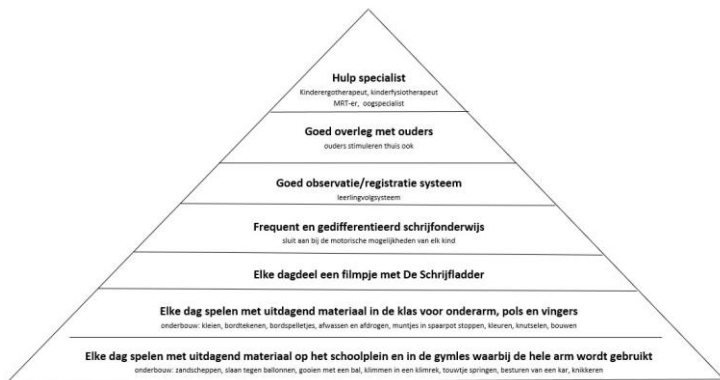 Hulp specialist
Kinderergotherapeut, kinderfysiotherapeut
MRT-er, oogspecialist
Goed overleg met ouders
ouders stimuleren thuis ook
Goed observatie/registratie systeem
leerlingvolgsysteem
Frequent en gedifferentieerd schrijfonderwijs
sluit aan bij de motorische mogelijkheden van elk kind
Elke dagdeel een filmpje met De Schrijfladder
Elke dag spelen met uitdagend materiaal in de klas voor onderarm, pols en vingers
onderbouw: kleien, bordtekenen, bordspelletjes, afwassen en afdrogen, muntjes in spaarpot stoppen, kleuren, knutselen, bouwen
Elke dag spelen met uitdagend materiaal op het schoolplein en in de gymles waarbij de hele arm wordt gebruikt
onderbouw: zandscheppen, slaan tegen ballonnen, gooien met een bal, klimmen in een klimrek, touwtje springen, besturen van een kar, knikkeren